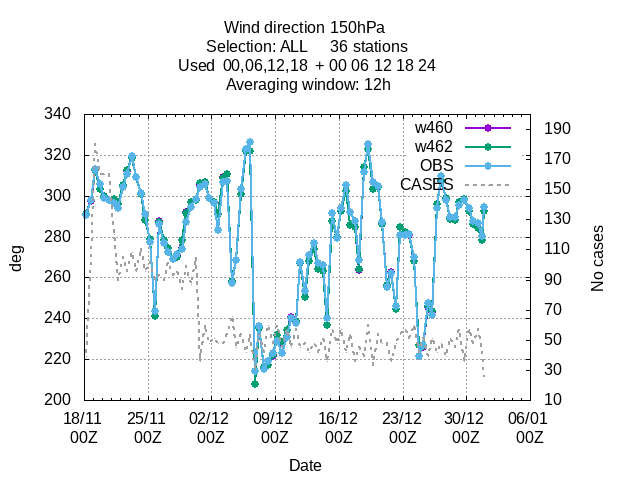 Wind direction 150hPa
Selection: ALL 36 stations
Used 00,06,12,18 + 00 06 12 18 24
Averaging window: 12h
340
320
300
280
260
240
220
200
deg
190
170
150
130
110
90
70
50
30
10
No cases
w460
w462
OBS
CASES
18/11 25/11 02/12 09/12 16/12 23/12 30/12 06/01
00Z 00Z 00Z 00Z 00Z 00Z 00Z 00Z
Date